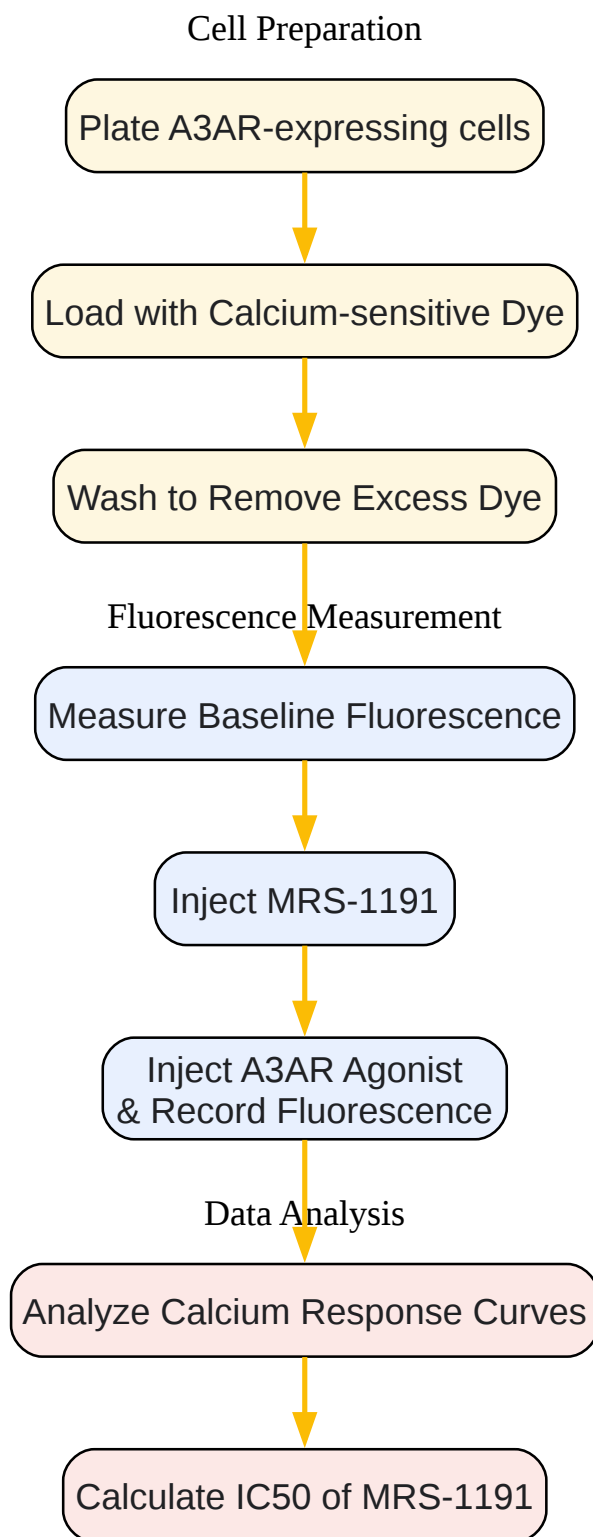 Cell Preparation
Plate A3AR-expressing cells
Load with Calcium-sensitive Dye
Wash to Remove Excess Dye
Fluorescence Measurement
Measure Baseline Fluorescence
Inject MRS-1191
Inject A3AR Agonist
& Record Fluorescence
Data Analysis
Analyze Calcium Response Curves
Calculate IC50 of MRS-1191